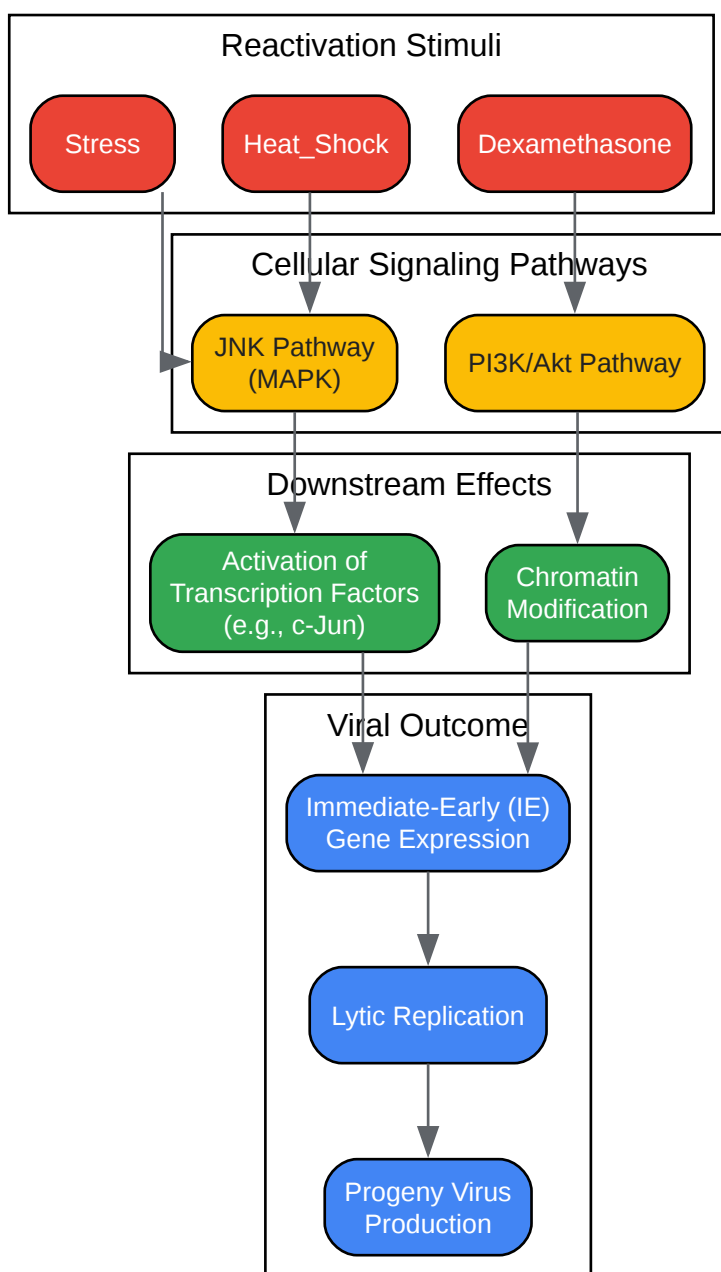 Reactivation Stimuli
Stress
Heat_Shock
Dexamethasone
Cellular Signaling Pathways
JNK Pathway
(MAPK)
PI3K/Akt Pathway
Downstream Effects
Activation of
Transcription Factors
(e.g., c-Jun)
Chromatin
Modification
Viral Outcome
Immediate-Early (IE)
Gene Expression
Lytic Replication
Progeny Virus
Production